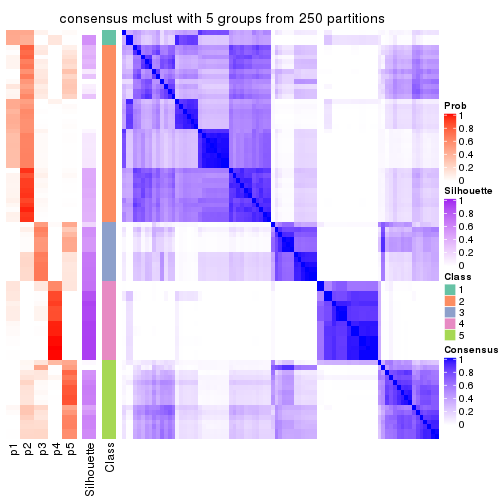 consensus mclust with 5 groups from 250 partitions
Prob
1
0.8
0.6
0.4
0.2
0
Silhouette
1
0.8
0.6
0.4
0.2
0
Class
1
2
3
4
5
Consensus
1
0.8
0.6
0.4
0.2
0
p1
p2
p3
p4
p5
Silhouette
Class